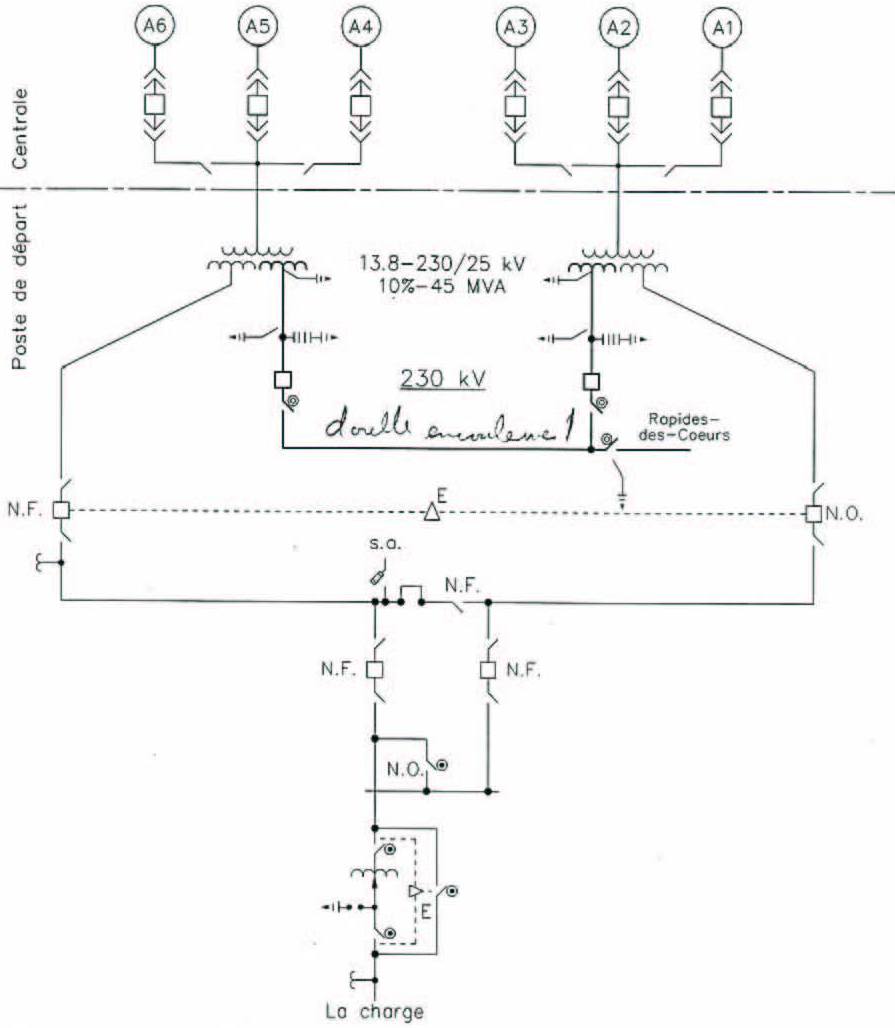 A6
A5
A4
A3
A2
A1
Centrale
Poste de départ
13.8-230/25 kV
10%-45 MVA
230 kV
Rapides-
des-Coeurs
N.F.
E
N.O.
s.a.
N.F.
N.F.
N.F.
N.O.
E
La charge